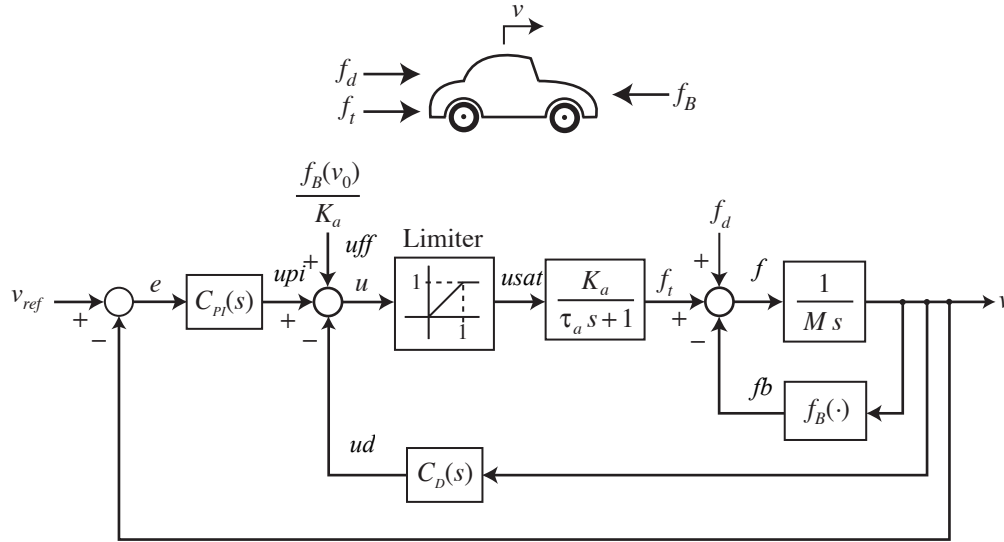 v
f_d
f_t
f_B
f_B(v_0)
K_a
uff
Limiter
f_d
v_ref
e
C_PI(s)
upi
u
1
1
usat
K_a
τ_a s + 1
f_t
f
1
M s
v
+
−
+
+
−
+
+
−
fb
f_B(·)
ud
C_D(s)